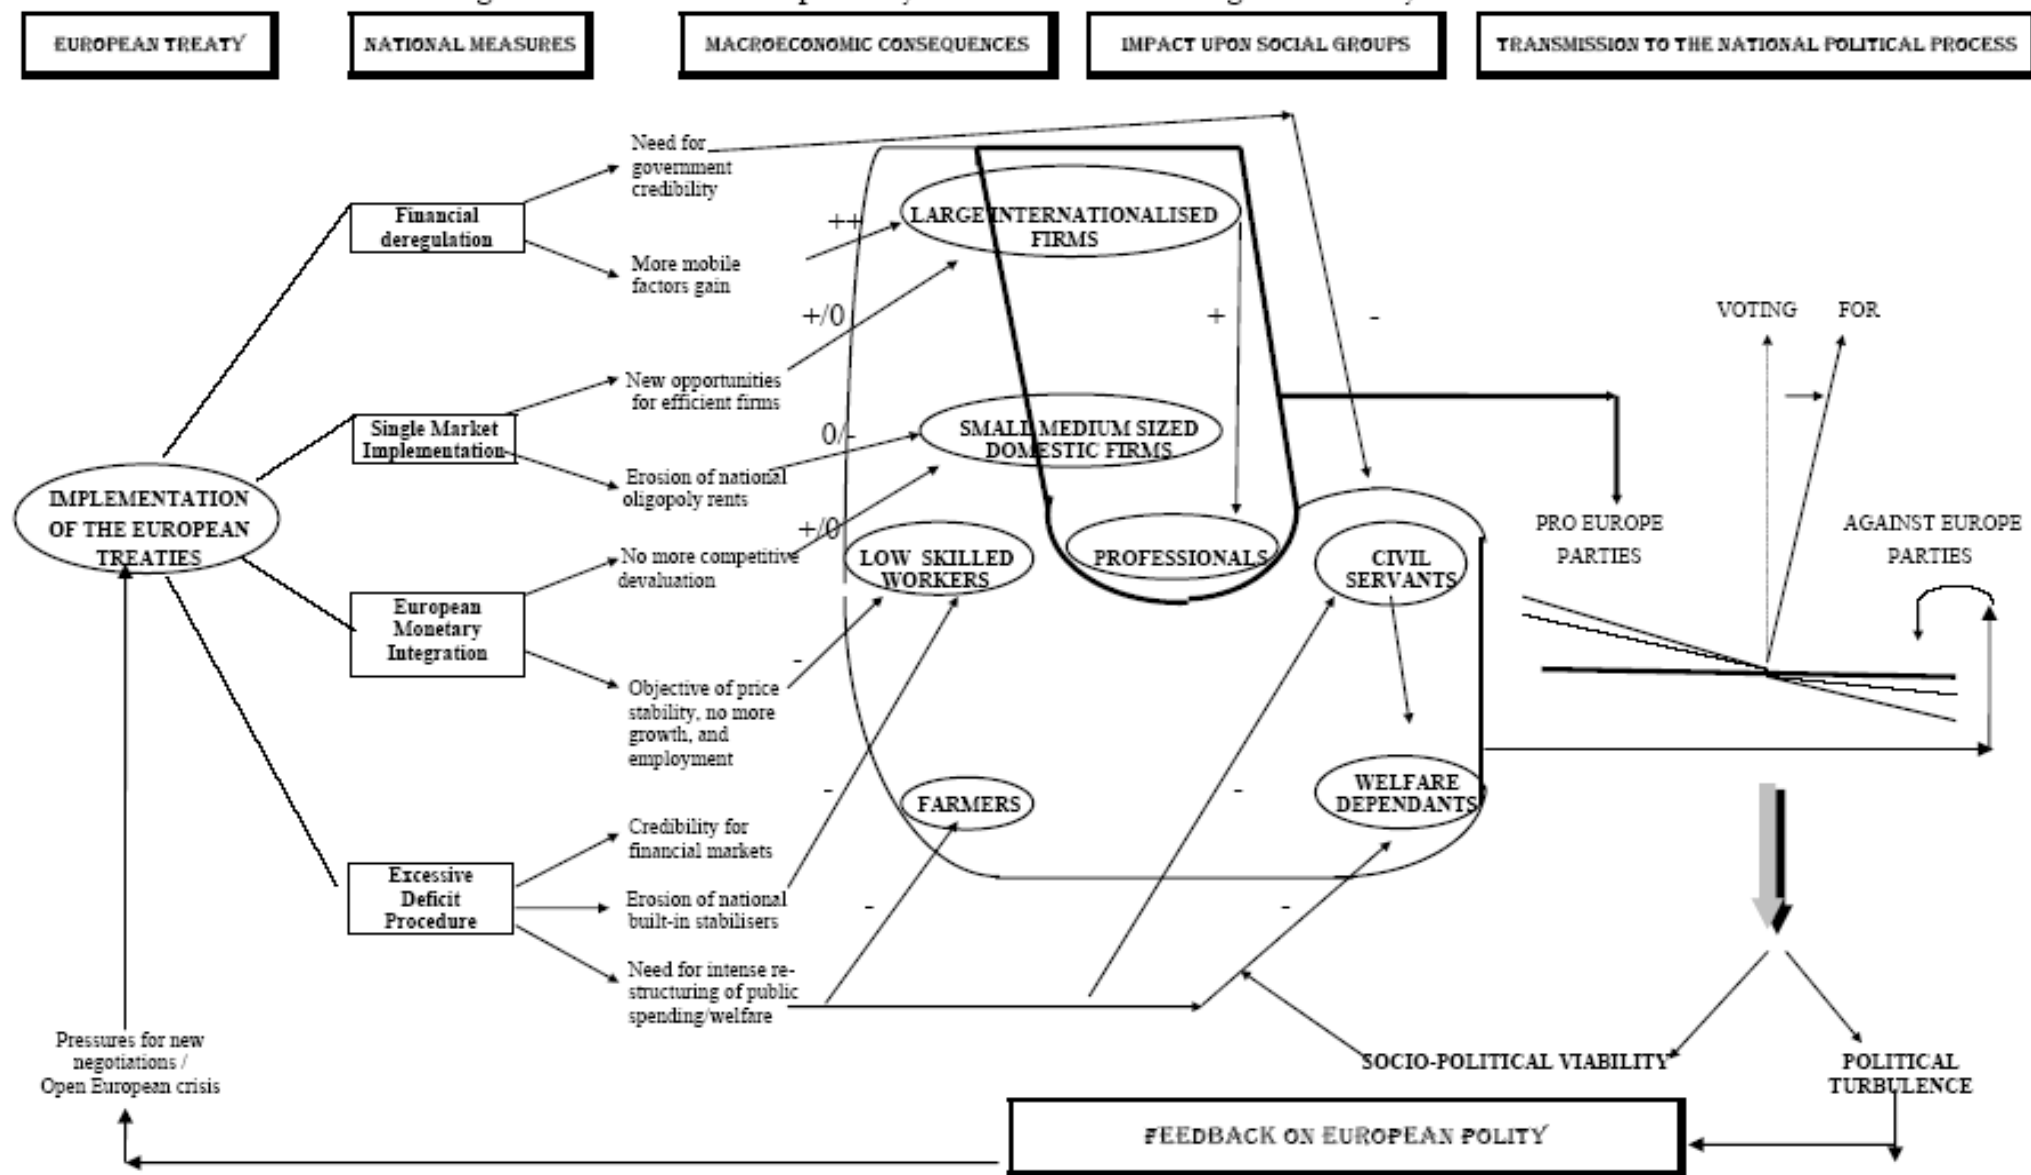 EUROPEAN TREATY
NATIONAL MEASURES
MACROECONOMIC CONSEQUENCES
IMPACT UPON SOCIAL GROUPS
TRANSMISSION TO THE NATIONAL POLITICAL PROCESS
Need for
government
credibility
Financial
deregulation
++
LARGE INTERNATIONALISED
FIRMS
More mobile
factors gain
+/0
+
-
VOTING
FOR
New opportunities
for efficient firms
Single Market
Implementation
0/-
SMALL MEDIUM SIZED
DOMESTIC FIRMS
Erosion of national
oligopoly rents
IMPLEMENTATION
OF THE EUROPEAN
TREATIES
+/0
No more competitive
devaluation
LOW SKILLED
WORKERS
PROFESSIONALS
CIVIL
SERVANTS
PRO EUROPE
PARTIES
AGAINST EUROPE
PARTIES
European
Monetary
Integration
-
Objective of price
stability, no more
growth, and
employment
-
FARMERS
-
WELFARE
DEPENDANTS
Credibility for
financial markets
Excessive
Deficit
Procedure
Erosion of national
built-in stabilisers
-
-
Need for intense re-
structuring of public
spending/welfare
Pressures for new
negotiations /
Open European crisis
SOCIO-POLITICAL VIABILITY
POLITICAL
TURBULENCE
FEEDBACK ON EUROPEAN POLITY